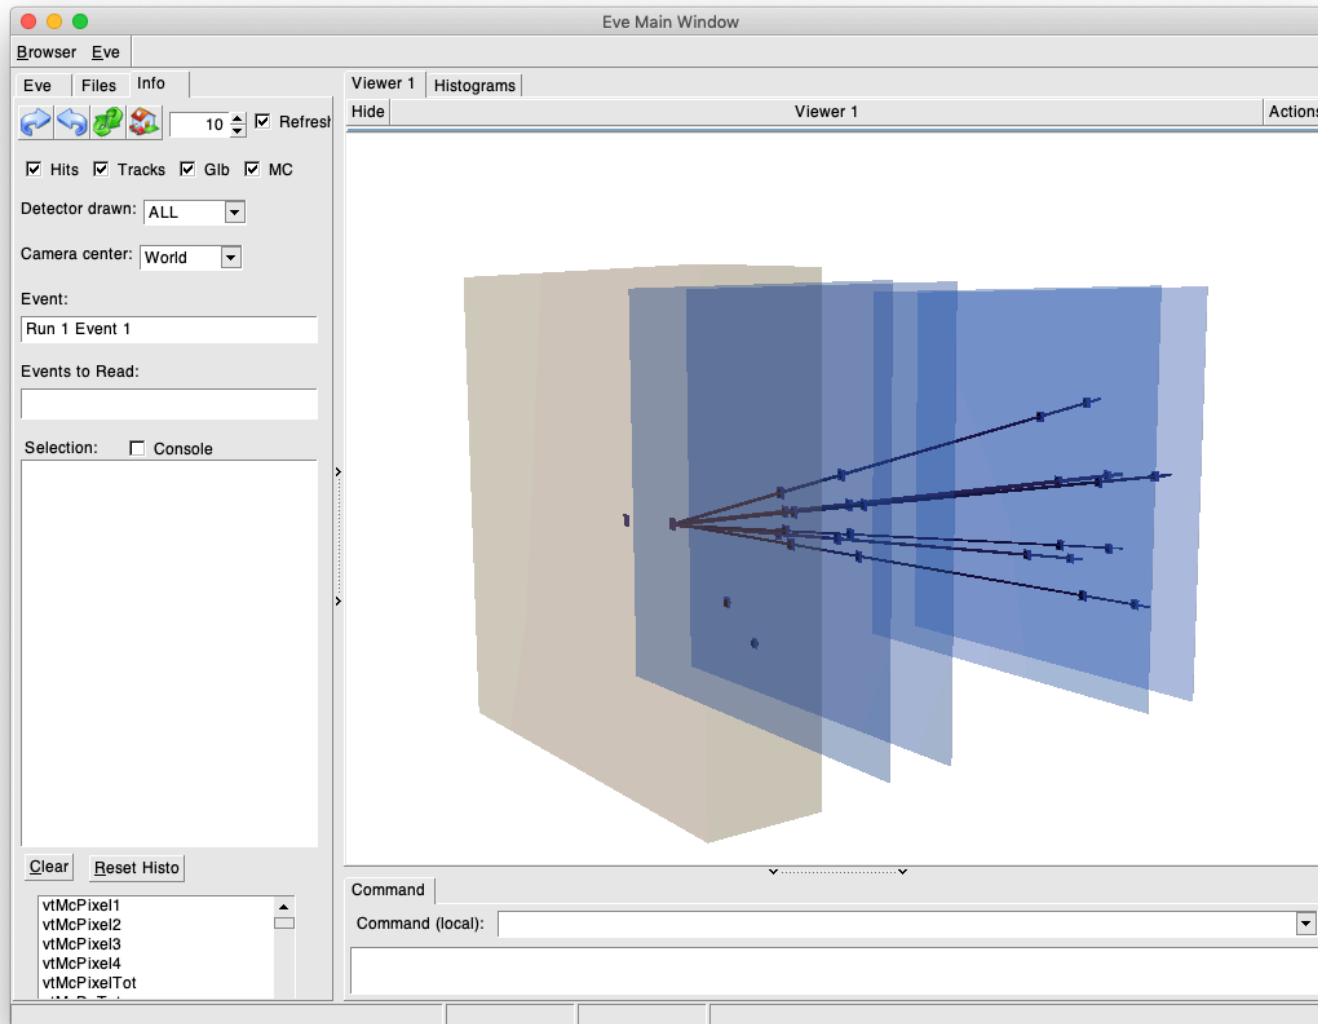 Eve Main Window
Browser Eve
Eve Files Info
10 Refresh
Hits Tracks Glb MC
Detector drawn: ALL
Camera center: World
Event:
Run 1 Event 1
Events to Read:
Selection: Console
Clear Reset Histo
vtMcPixel1
vtMcPixel2
vtMcPixel3
vtMcPixel4
vtMcPixelTot
Viewer 1 Histograms
Hide Viewer 1 Actions
Command
Command (local):